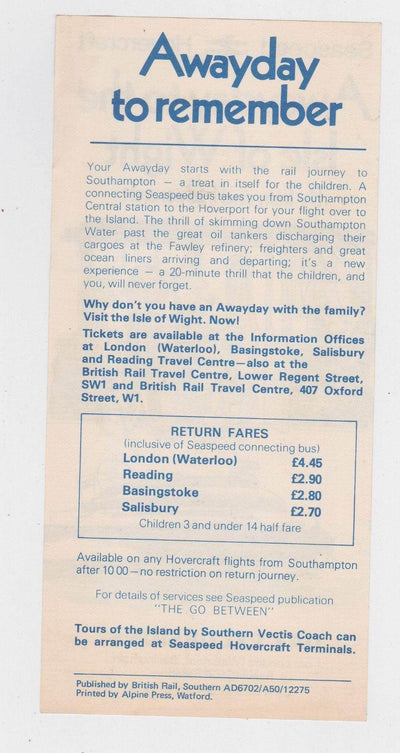 Awayday
to remember
Your Awayday starts with the rail journey to
Southampton — a treat in itself for the children. A
connecting Seaspeed bus takes you from Southampton
Central station to the Hoverport for your flight over to
the Island. The thrill of skimming down Southampton
Water past the great oil tankers discharging their
cargoes at the Fawley refinery; freighters and great
ocean liners arriving and departing; it's a new
experience — a 20-minute thrill that the children, and
you, will never forget.
Why don't you have an Awayday with the family?
Visit the Isle of Wight. Now!
Tickets are available at the Information Offices
at London (Waterloo), Basingstoke, Salisbury
and Reading Travel Centre—also at the
British Rail Travel Centre, Lower Regent Street,
SW1 and British Rail Travel Centre, 407 Oxford
Street, W1.
RETURN FARES
(inclusive of Seaspeed connecting bus)
London (Waterloo) £4.45
Reading £2.90
Basingstoke £2.80
Salisbury £2.70
Children 3 and under 14 half fare
Available on any Hovercraft flights from Southampton
after 10 00—no restriction on return journey.
For details of services see Seaspeed publication
"THE GO BETWEEN"
Tours of the Island by Southern Vectis Coach can
be arranged at Seaspeed Hovercraft Terminals.
Published by British Rail, Southern AD6702/A50/12275
Printed by Alpine Press, Watford.